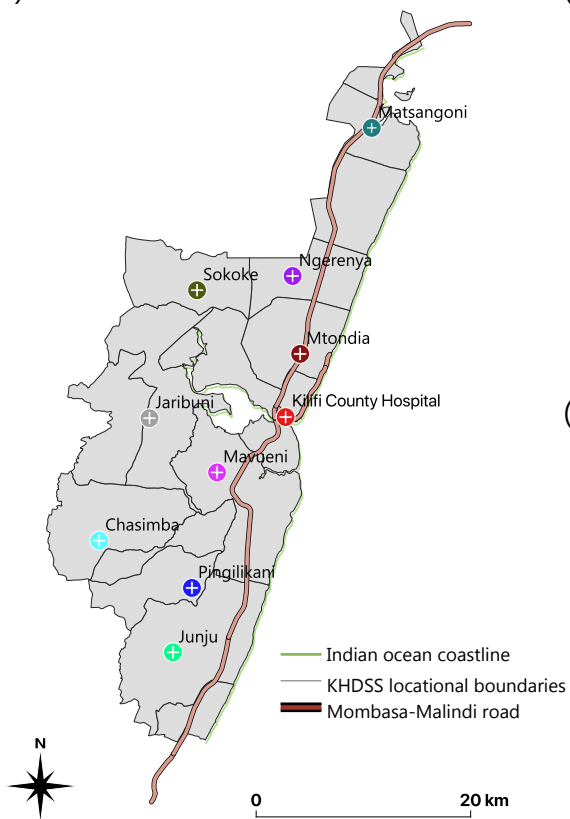 Matsangoni
Ngerenya
Sokoke
Mtondia
Jaribuni
Kilifi County Hospital
Mavueni
Chasimba
Pingilikani
Junju
Indian ocean coastline
KHDSS locational boundaries
Mombasa-Malindi road
N
0 20 km